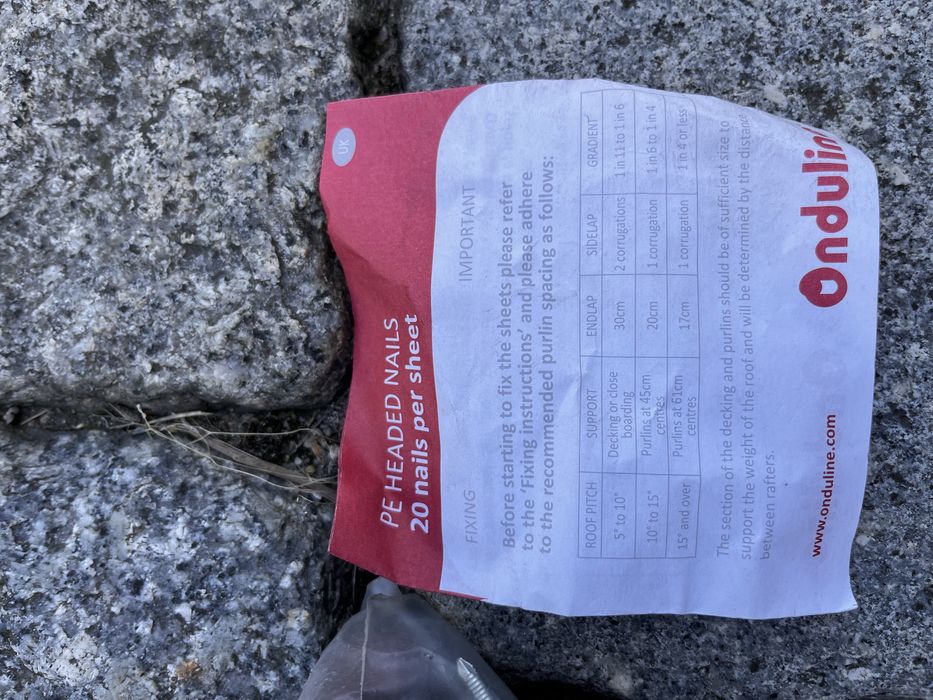 UK
PE HEADED NAILS
20 nails per sheet
FIXING IMPORTANT
Before starting to fix the sheets please refer
to the 'Fixing instructions' and please adhere
to the recommended purlin spacing as follows:
ROOF PITCH SUPPORT ENDLAP SIDELAP GRADIENT
5° to 10° Decking or close boarding 30cm 2 corrugations 1 in 11 to 1 in 6
10° to 15° Purlins at 45cm centres 20cm 1 corrugation 1 in 6 to 1 in 4
15° and over Purlins at 61cm centres 17cm 1 corrugation 1 in 4 or less
The section of the decking and purlins should be of sufficient size to
support the weight of the roof and will be determined by the distance
between rafters.
www.onduline.com Onduline